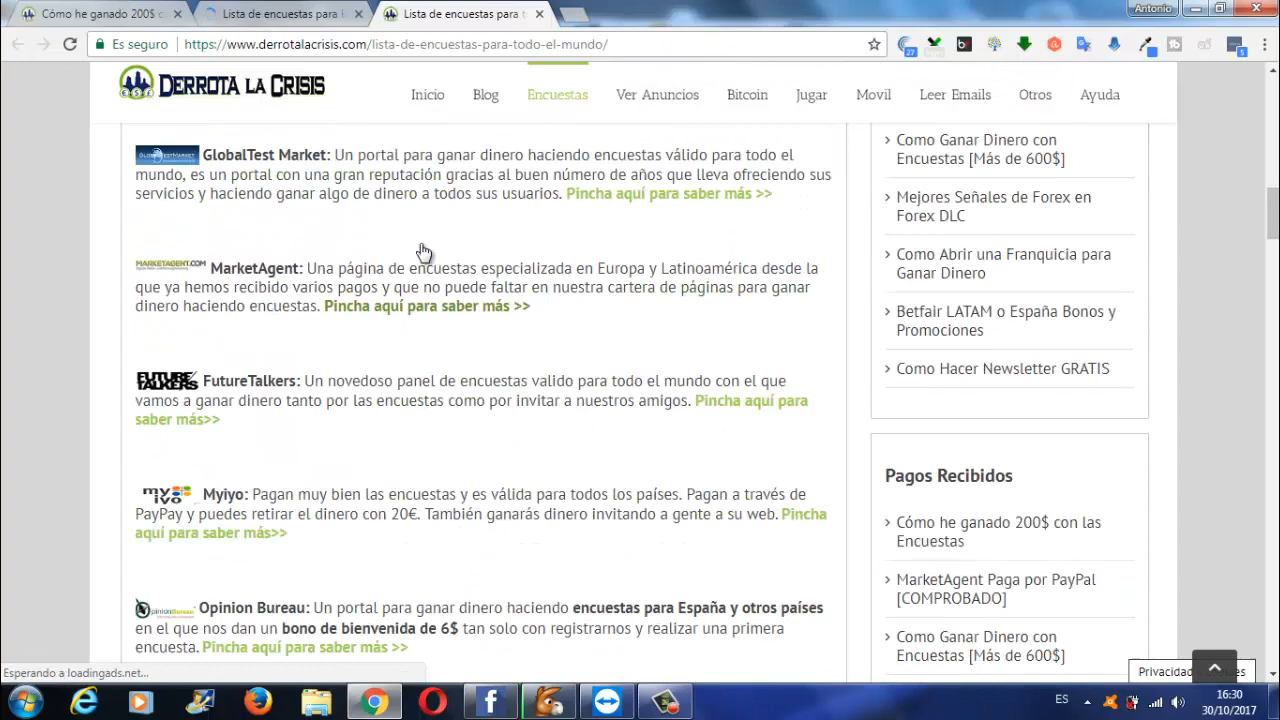 Cómo he ganado 200$ c
Lista de encuestas para l
Lista de encuestas para t
Antonio
Es seguro
https://www.derrotalacrisis.com/lista-de-encuestas-para-todo-el-mundo/
27
5
DERROTA LA CRISIS
Inicio
Blog
Encuestas
Ver Anuncios
Bitcoin
Jugar
Movil
Leer Emails
Otros
Ayuda
GlobalTest Market: Un portal para ganar dinero haciendo encuestas válido para todo el
mundo, es un portal con una gran reputación gracias al buen número de años que lleva ofreciendo sus
servicios y haciendo ganar algo de dinero a todos sus usuarios. Pincha aquí para saber más >>
MARKETAGENT.COM
MarketAgent: Una página de encuestas especializada en Europa y Latinoamérica desde la
que ya hemos recibido varios pagos y que no puede faltar en nuestra cartera de páginas para ganar
dinero haciendo encuestas. Pincha aquí para saber más >>
FUTURE
TALKERS
FutureTalkers: Un novedoso panel de encuestas valido para todo el mundo con el que
vamos a ganar dinero tanto por las encuestas como por invitar a nuestros amigos. Pincha aquí para
saber más>>
my
iyo
Myiyo: Pagan muy bien las encuestas y es válida para todos los países. Pagan a través de
PayPay y puedes retirar el dinero con 20€. También ganarás dinero invitando a gente a su web. Pincha
aquí para saber más>>
Opinion Bureau: Un portal para ganar dinero haciendo encuestas para España y otros países
en el que nos dan un bono de bienvenida de 6$ tan solo con registrarnos y realizar una primera
encuesta. Pincha aquí para saber más >>
Como Ganar Dinero con
Encuestas [Más de 600$]
Mejores Señales de Forex en
Forex DLC
Como Abrir una Franquicia para
Ganar Dinero
Betfair LATAM o España Bonos y
Promociones
Como Hacer Newsletter GRATIS
Pagos Recibidos
Cómo he ganado 200$ con las
Encuestas
MarketAgent Paga por PayPal
[COMPROBADO]
Como Ganar Dinero con
Encuestas [Más de 600$]
Esperando a loadingads.net...
ES
16:30
30/10/2017